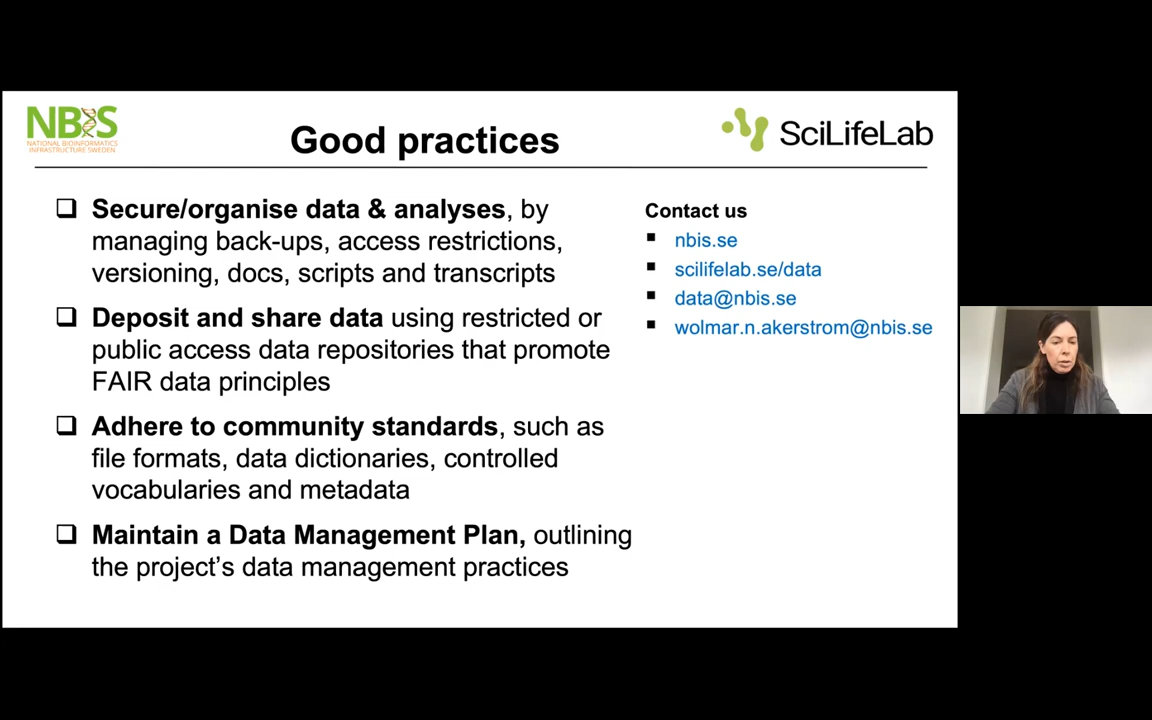 NBIS
NATIONAL BIOINFORMATICS
INFRASTRUCTURE SWEDEN
Good practices
SciLifeLab
Secure/organise data & analyses, by
managing back-ups, access restrictions,
versioning, docs, scripts and transcripts
Deposit and share data using restricted or
public access data repositories that promote
FAIR data principles
Adhere to community standards, such as
file formats, data dictionaries, controlled
vocabularies and metadata
Maintain a Data Management Plan, outlining
the project’s data management practices
Contact us
nbis.se
scilifelab.se/data
data@nbis.se
wolmar.n.akerstrom@nbis.se